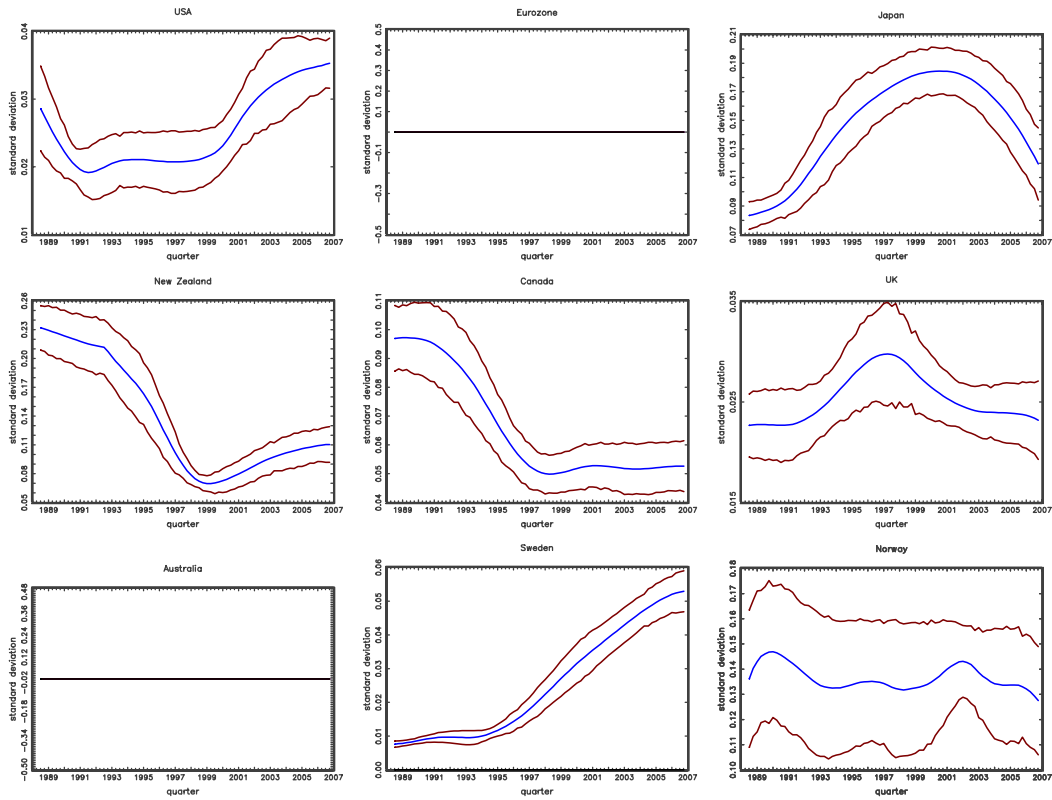 USA
Eurozone
Japan
standard deviation
0.01 0.02 0.03 0.04
1989 1991 1993 1995 1997 1999 2001 2003 2005 2007
quarter
standard deviation
-0.5 -0.3 -0.1 0.1 0.2 0.3 0.4 0.5
1989 1991 1993 1995 1997 1999 2001 2003 2005 2007
quarter
standard deviation
0.07 0.09 0.11 0.13 0.15 0.17 0.19 0.21
1989 1991 1993 1995 1997 1999 2001 2003 2005 2007
quarter
New Zealand
Canada
UK
standard deviation
0.05 0.08 0.11 0.14 0.17 0.20 0.23 0.26
1989 1991 1993 1995 1997 1999 2001 2003 2005 2007
quarter
standard deviation
0.04 0.05 0.06 0.07 0.08 0.09 0.10 0.11
1989 1991 1993 1995 1997 1999 2001 2003 2005 2007
quarter
standard deviation
0.015 0.025 0.035
1989 1991 1993 1995 1997 1999 2001 2003 2005 2007
quarter
Australia
Sweden
Norway
standard deviation
-0.50 -0.34 -0.18 -0.02 0.12 0.24 0.36 0.48
1989 1991 1993 1995 1997 1999 2001 2003 2005 2007
quarter
standard deviation
0.00 0.01 0.02 0.03 0.04 0.05 0.06
1989 1991 1993 1995 1997 1999 2001 2003 2005 2007
quarter
standard deviation
0.10 0.11 0.12 0.13 0.14 0.15 0.16 0.17 0.18
1989 1991 1993 1995 1997 1999 2001 2003 2005 2007
quarter